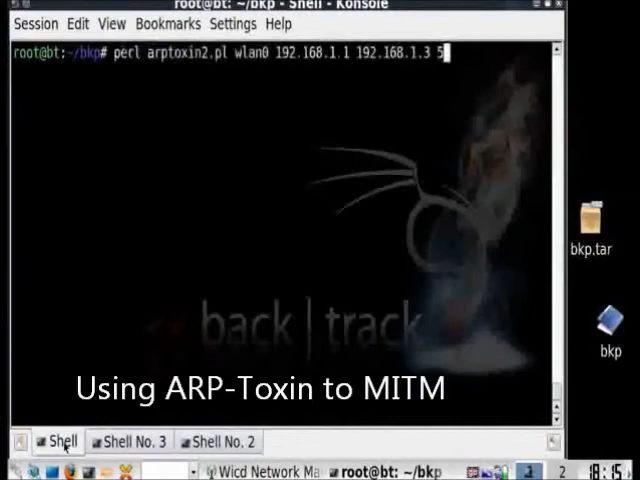 root@bt: ~/bkp - Shell - Konsole
Session Edit View Bookmarks Settings Help
root@bt:~/bkp# perl arptoxin2.pl wlan0 192.168.1.1 192.168.1.3 5
bkp.tar
bkp
back | track
Using ARP-Toxin to MITM
Shell Shell No. 3 Shell No. 2
Wicd Network Ma root@bt: ~/bkp 2 18:15